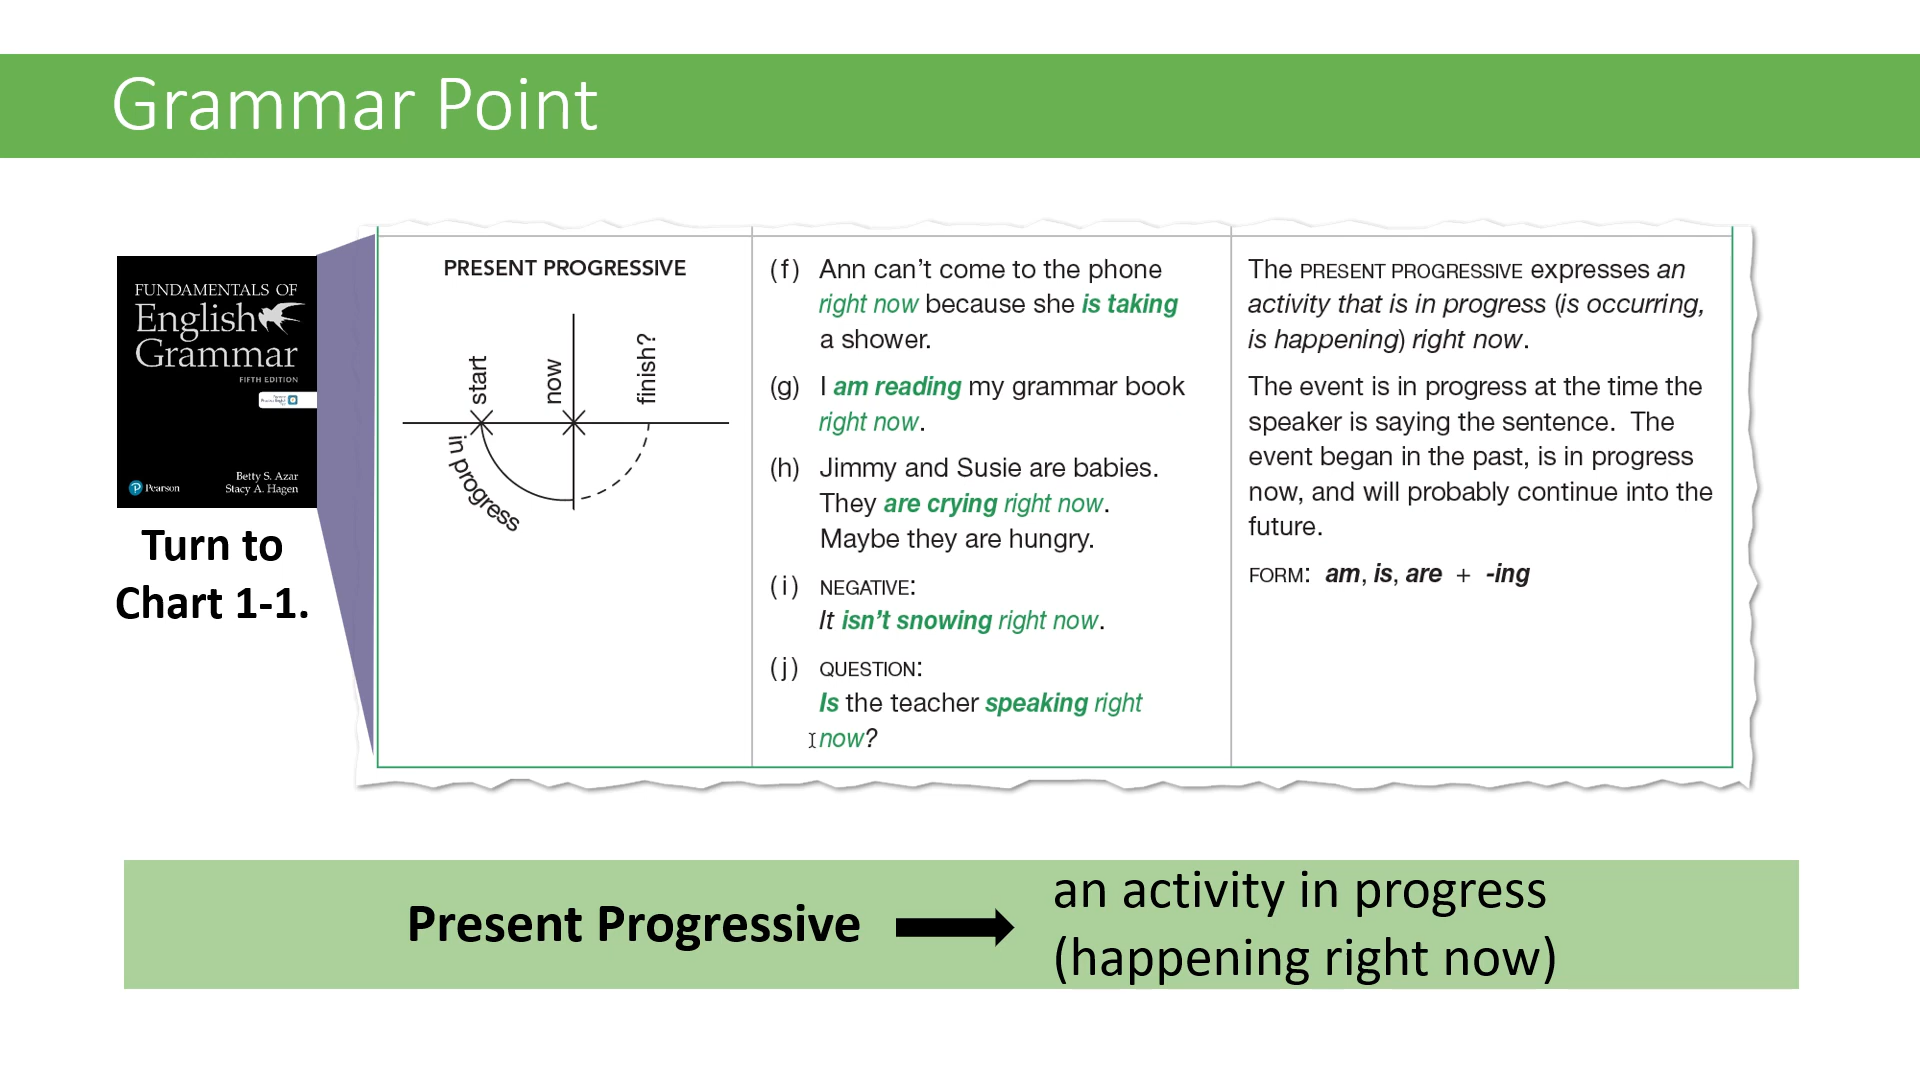 Grammar Point
FUNDAMENTALS OF
English
Grammar
FIFTH EDITION
Betty S. Azar
Pearson
Stacy A. Hagen
Turn to
Chart 1-1.
PRESENT PROGRESSIVE
start
now
finish?
in progress
(f) Ann can’t come to the phone
right now because she is taking
a shower.
(g) I am reading my grammar book
right now.
(h) Jimmy and Susie are babies.
They are crying right now.
Maybe they are hungry.
(i) NEGATIVE:
It isn’t snowing right now.
(j) QUESTION:
Is the teacher speaking right
now?
The PRESENT PROGRESSIVE expresses an
activity that is in progress (is occurring,
is happening) right now.
The event is in progress at the time the
speaker is saying the sentence. The
event began in the past, is in progress
now, and will probably continue into the
future.
FORM: am, is, are + -ing
Present Progressive
an activity in progress
(happening right now)